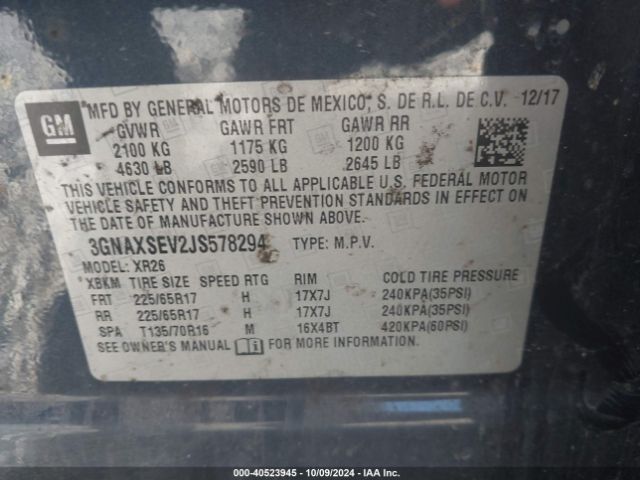 GM
MFD BY GENERAL MOTORS DE MEXICO, S. DE R.L. DE C.V. 12/17
GVWR GAWR FRT GAWR RR
2100 KG 1175 KG 1200 KG
4630 LB 2590 LB 2645 LB
THIS VEHICLE CONFORMS TO ALL APPLICABLE U.S. FEDERAL MOTOR
VEHICLE SAFETY AND THEFT PREVENTION STANDARDS IN EFFECT ON
THE DATE OF MANUFACTURE SHOWN ABOVE.
3GNAXSEV2JS578294 TYPE: M.P.V.
MODEL: XR26
XBKM TIRE SIZE SPEED RTG RIM COLD TIRE PRESSURE
FRT 225/65R17 H 17X7J 240KPA(35PSI)
RR 225/65R17 H 17X7J 240KPA(35PSI)
SPA T135/70R16 M 16X4BT 420KPA(60PSI)
SEE OWNER'S MANUAL FOR MORE INFORMATION.
000-40523945 - 10/09/2024 - IAA Inc.